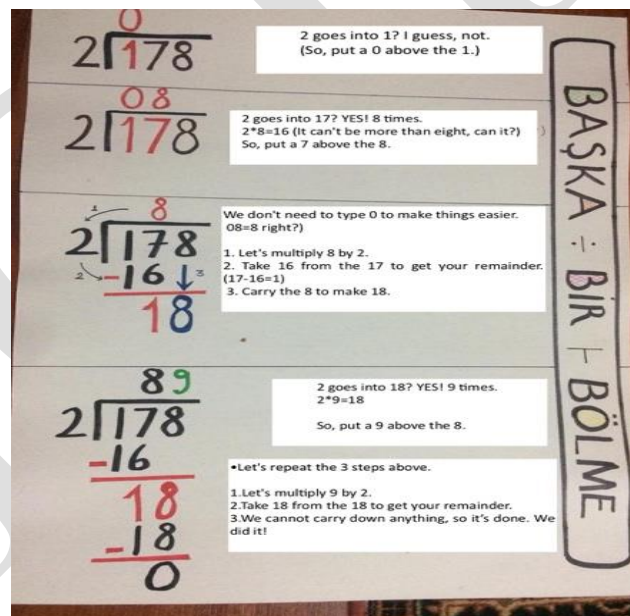 0
2 178
2 goes into 1? I guess, not.
(So, put a 0 above the 1.)
08
2 178
2 goes into 17? YES! 8 times.
2*8=16 (It can't be more than eight, can it?)
So, put a 7 above the 8.
8
2 178
-16
18
1
2
3
We don't need to type 0 to make things easier.
08=8 right?)
1. Let's multiply 8 by 2.
2. Take 16 from the 17 to get your remainder.
(17-16=1)
3. Carry the 8 to make 18.
89
2 178
-16
18
-18
0
2 goes into 18? YES! 9 times.
2*9=18
So, put a 9 above the 8.
•Let's repeat the 3 steps above.
1.Let's multiply 9 by 2.
2.Take 18 from the 18 to get your remainder.
3.We cannot carry down anything, so it's done. We
did it!
BAŞKA ÷ BİR ⊢ BÖLME